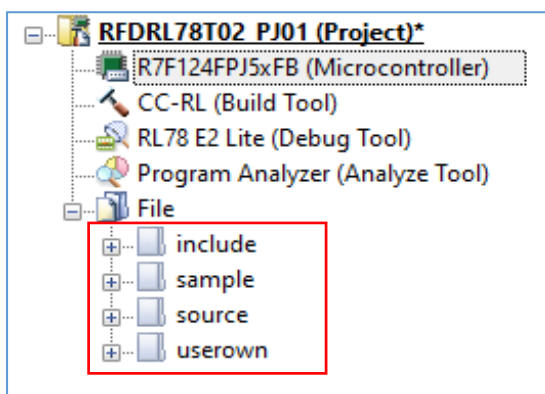 RFDRL78T02_PJ01 (Project)*
R7F124FPJ5xFB (Microcontroller)
CC-RL (Build Tool)
RL78 E2 Lite (Debug Tool)
Program Analyzer (Analyze Tool)
File
include
sample
source
userown